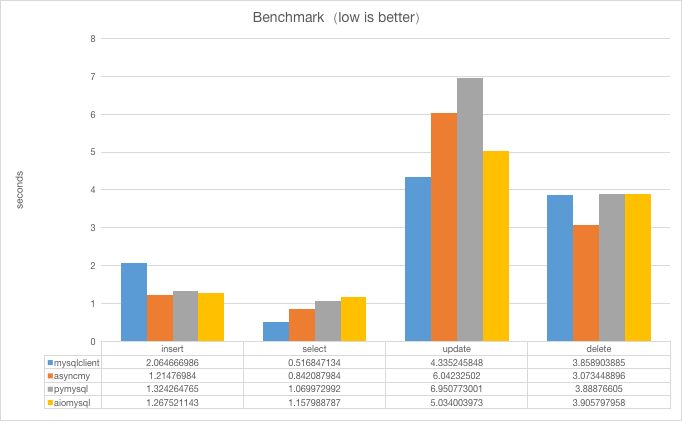 Benchmark（low is better）
8
7
6
5
4
3
2
1
0
seconds
insert select update delete
mysqlclient 2.064666986 0.516847134 4.335245848 3.858903885
asyncmy 1.21476984 0.842087984 6.04232502 3.073448896
pymysql 1.324264765 1.069972992 6.950773001 3.88876605
aiomysql 1.267521143 1.157988787 5.034003973 3.905797958